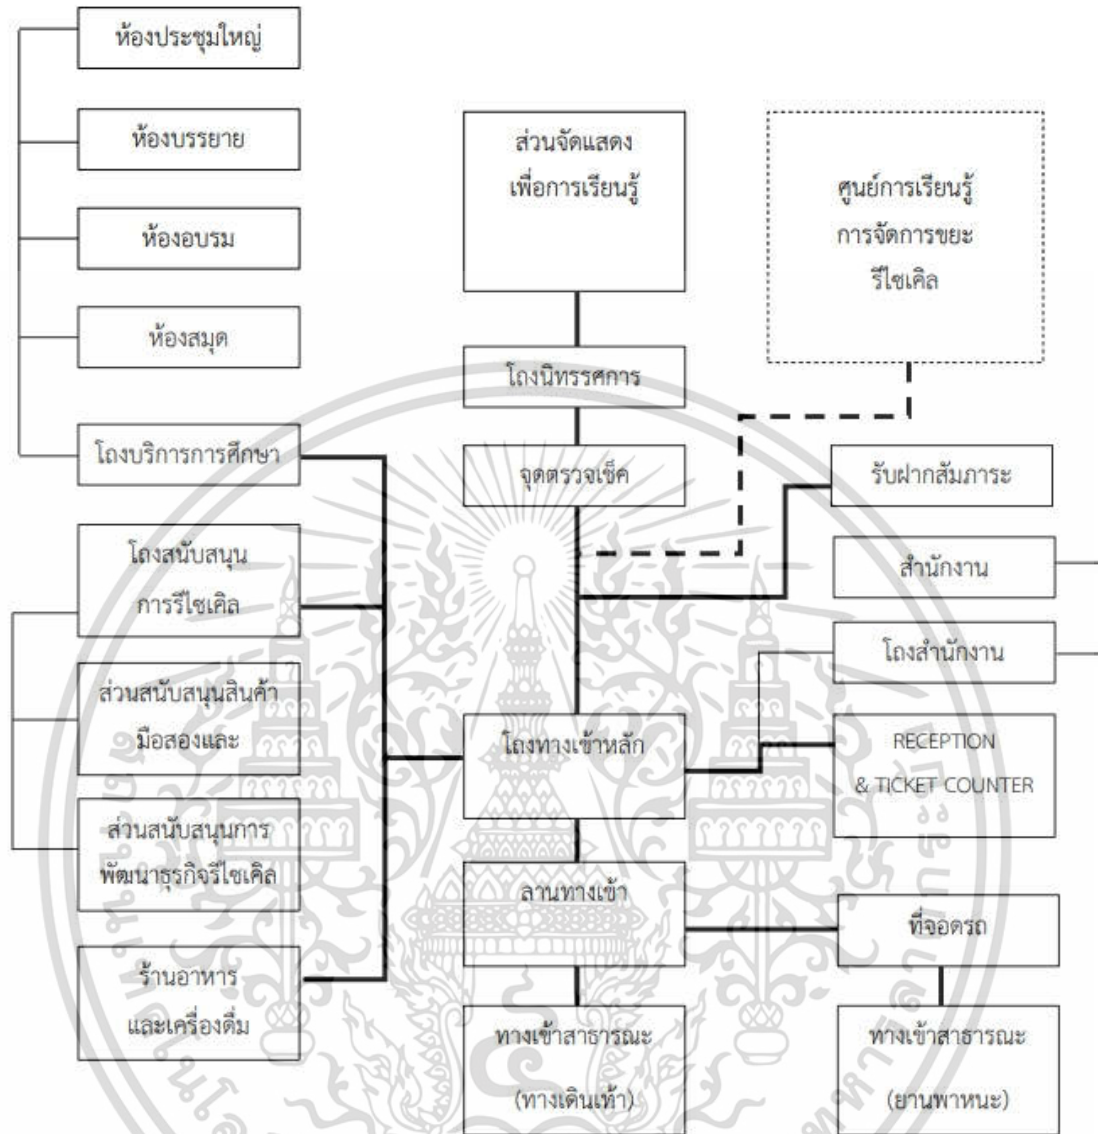 ห้องประชุมใหญ่
ห้องบรรยาย
ห้องอบรม
ห้องสมุด
โถงบริการการศึกษา
โถงสนับสนุน
การรีไซเคิล
ส่วนสนับสนุนสินค้า
มือสองและ
ส่วนสนับสนุนการ
พัฒนาธุรกิจรีไซเคิล
ร้านอาหาร
และเครื่องดื่ม
ส่วนจัดแสดง
เพื่อการเรียนรู้
โถงนิทรรศการ
จุดตรวจเช็ค
โถงทางเข้าหลัก
ลานทางเข้า
ทางเข้าสาธารณะ
(ทางเดินเท้า)
ศูนย์การเรียนรู้
การจัดการขยะ
รีไซเคิล
รับฝากสัมภาระ
สำนักงาน
โถงสำนักงาน
RECEPTION
& TICKET COUNTER
ที่จอดรถ
ทางเข้าสาธารณะ
(ยานพาหนะ)